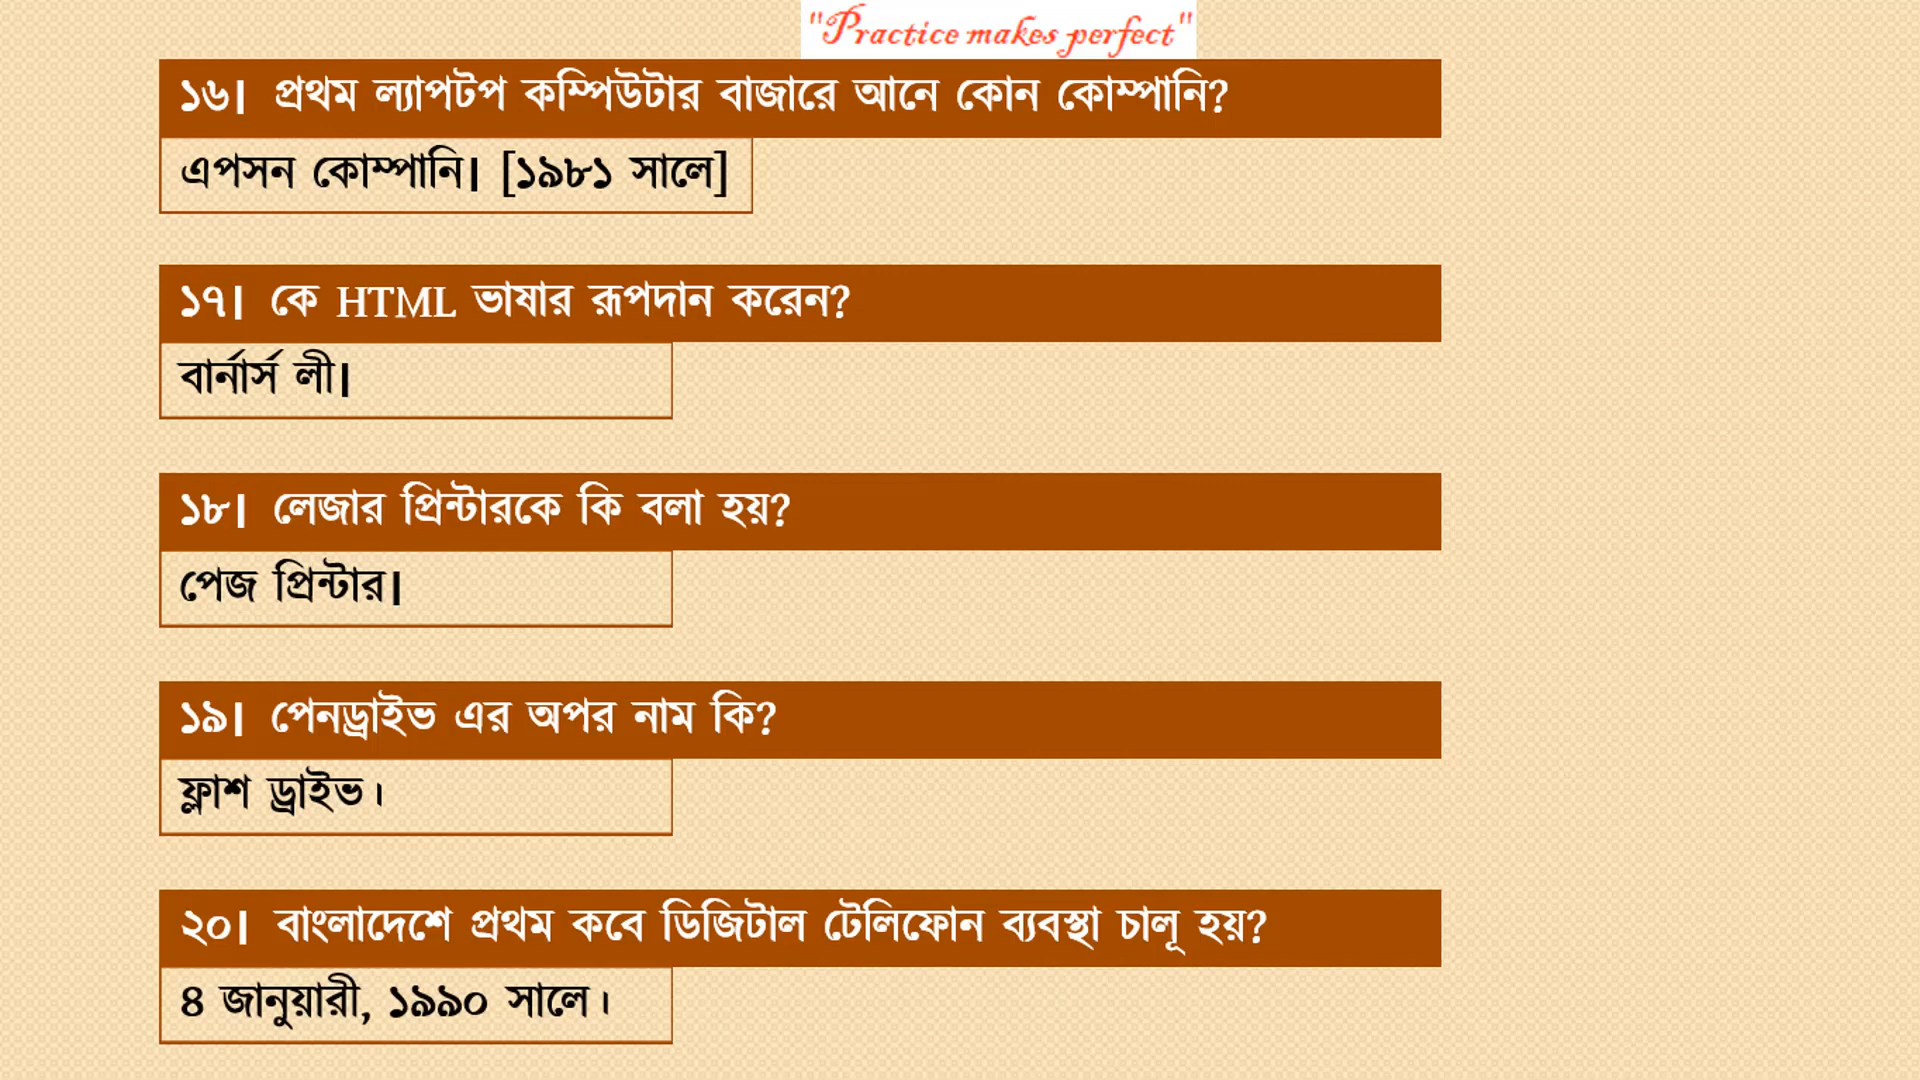 "Practice makes perfect"
১৬। প্রথম ল্যাপটপ কম্পিউটার বাজারে আনে কোন কোম্পানি?
এপসন কোম্পানি। [১৯৮১ সালে]
১৭। কে HTML ভাষার রূপদান করেন?
বার্নার্স লী।
১৮। লেজার প্রিন্টারকে কি বলা হয়?
পেজ প্রিন্টার।
১৯। পেনড্রাইভ এর অপর নাম কি?
ফ্লাশ ড্রাইভ।
২০। বাংলাদেশে প্রথম কবে ডিজিটাল টেলিফোন ব্যবস্থা চালূ হয়?
৪ জানুয়ারী, ১৯৯০ সালে।